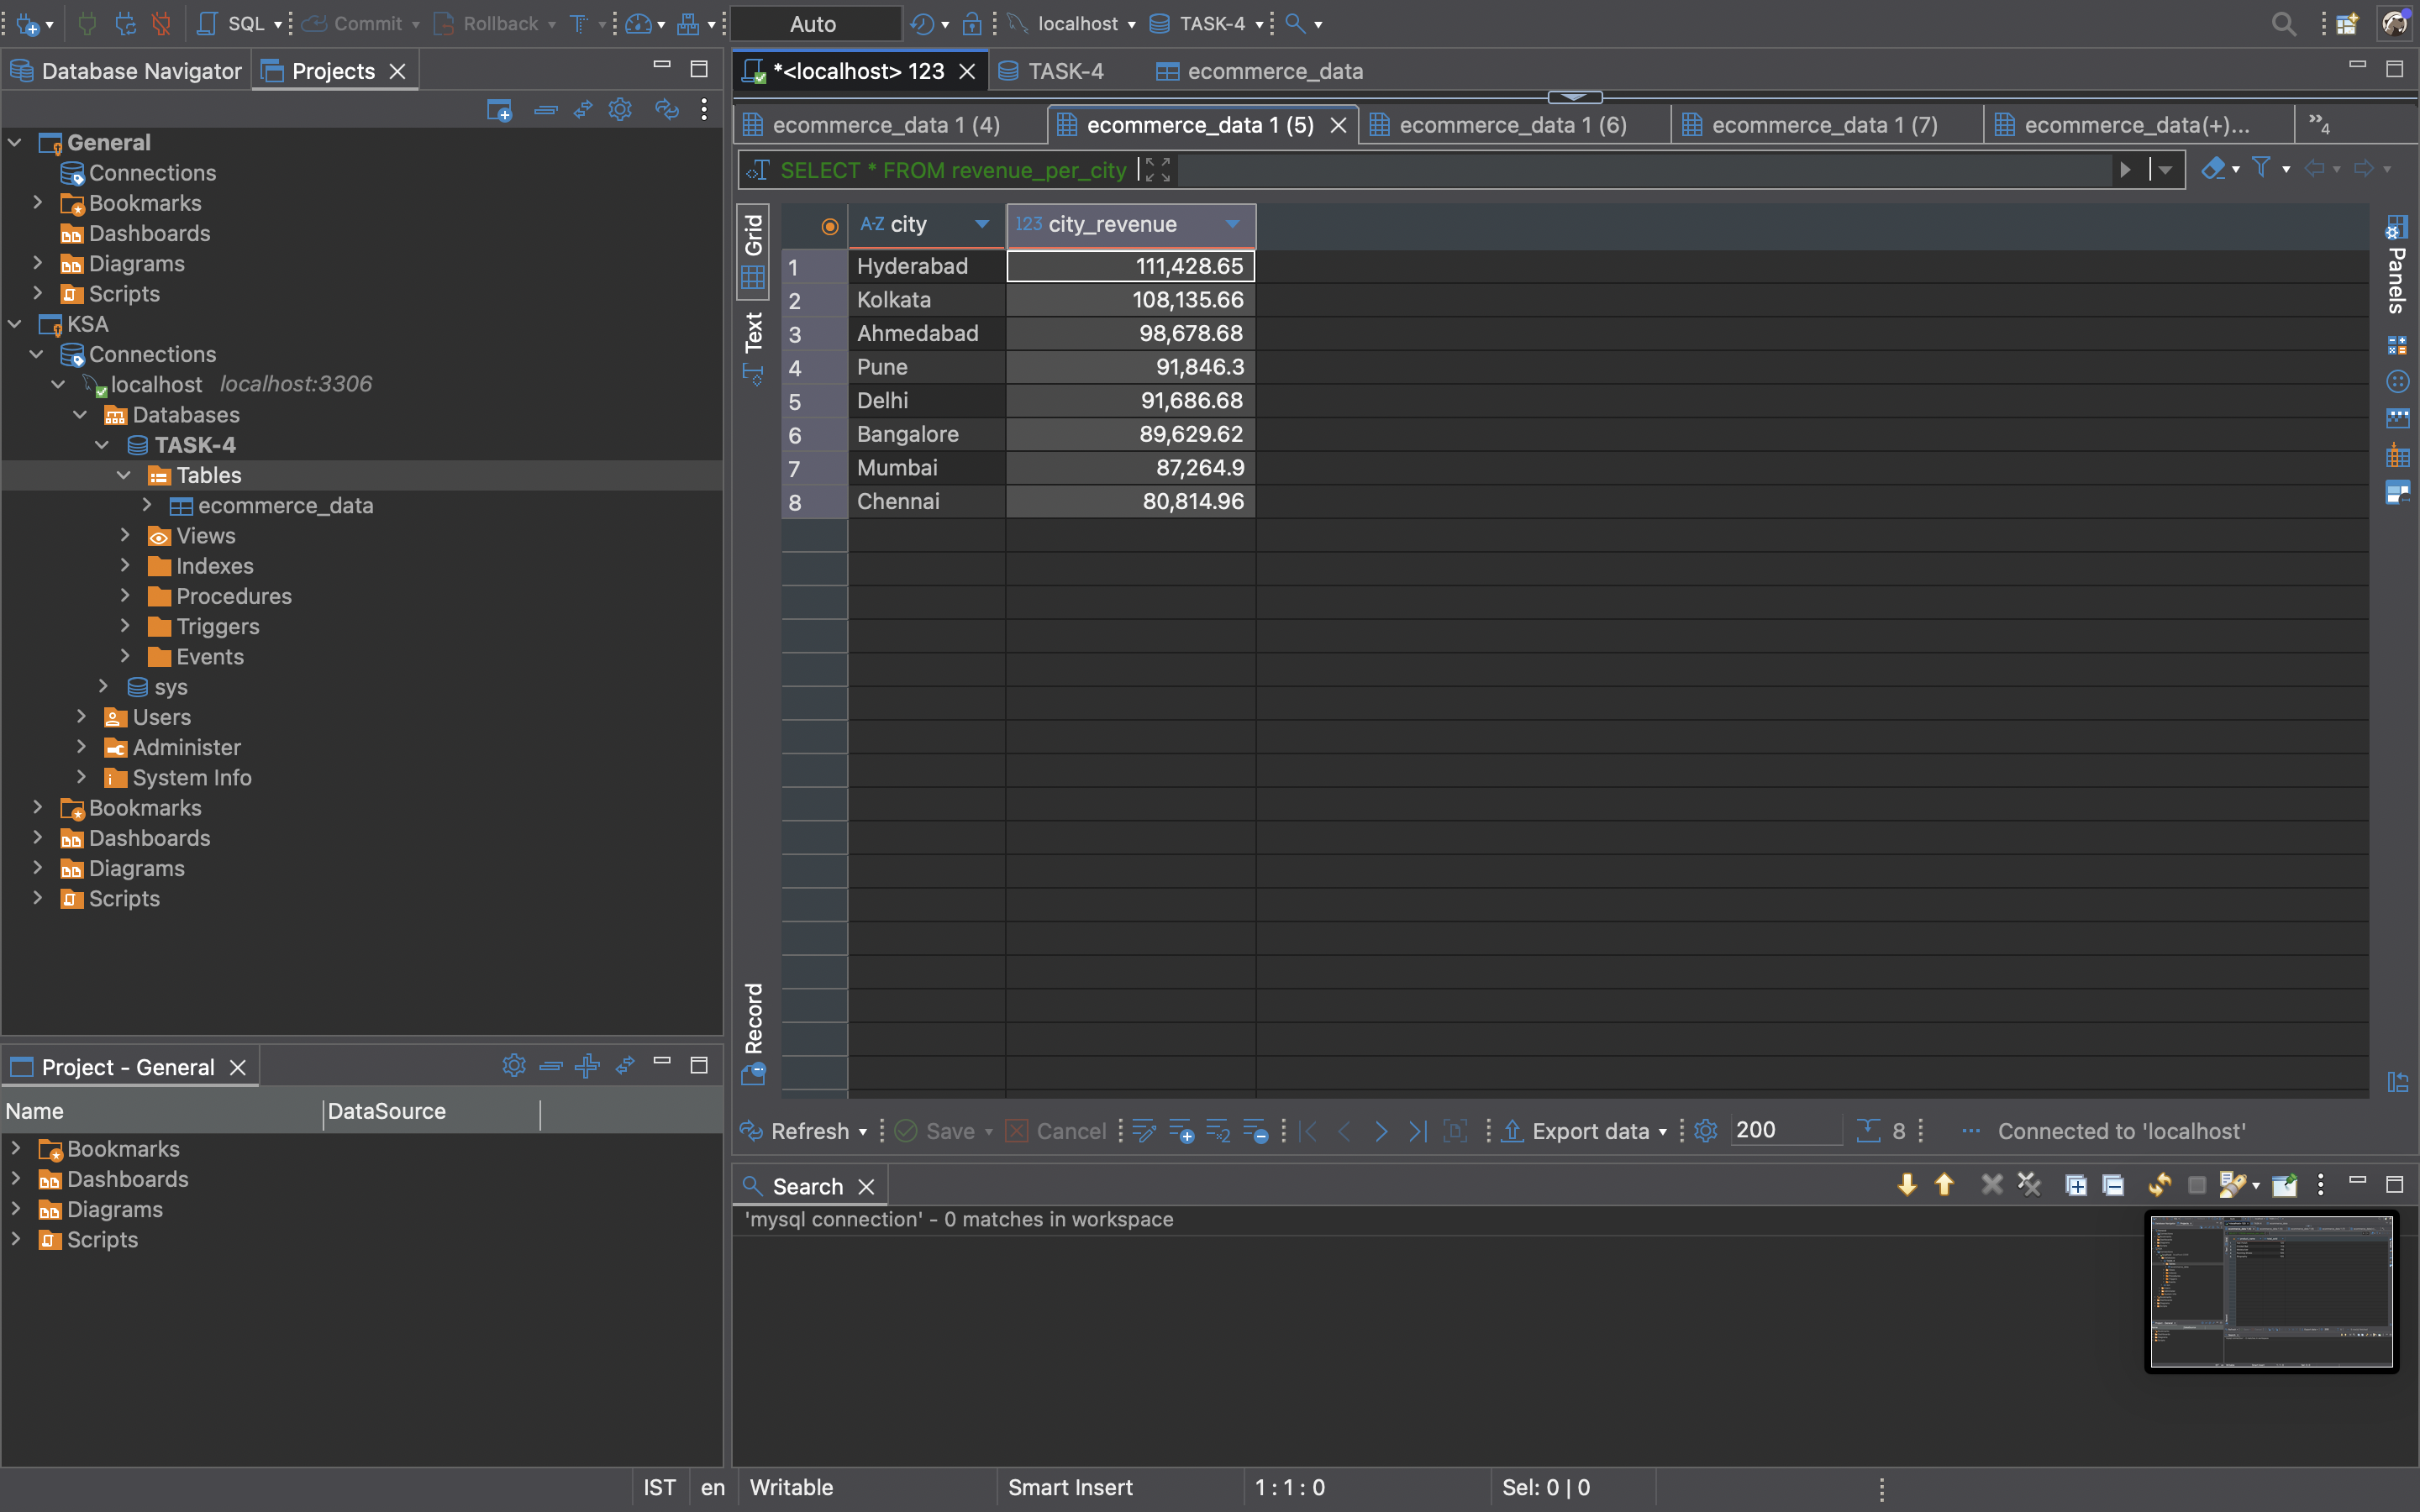 SQL Commit Rollback Auto localhost TASK-4
Database Navigator Projects
General
Connections
Bookmarks
Dashboards
Diagrams
Scripts
KSA
Connections
localhost localhost:3306
Databases
TASK-4
Tables
ecommerce_data
Views
Indexes
Procedures
Triggers
Events
sys
Users
Administer
System Info
Bookmarks
Dashboards
Diagrams
Scripts
Project - General
Name DataSource
Bookmarks
Dashboards
Diagrams
Scripts
*<localhost> 123 TASK-4 ecommerce_data
ecommerce_data 1 (4) ecommerce_data 1 (5) ecommerce_data 1 (6) ecommerce_data 1 (7) ecommerce_data(+)... »4
SELECT * FROM revenue_per_city
Grid
Text
Record
A-Z city 123 city_revenue
1 Hyderabad 111,428.65
2 Kolkata 108,135.66
3 Ahmedabad 98,678.68
4 Pune 91,846.3
5 Delhi 91,686.68
6 Bangalore 89,629.62
7 Mumbai 87,264.9
8 Chennai 80,814.96
Panels
Refresh Save Cancel Export data 200 8 ... Connected to 'localhost'
Search
'mysql connection' - 0 matches in workspace
IST en Writable Smart Insert 1 : 1 : 0 Sel: 0 | 0